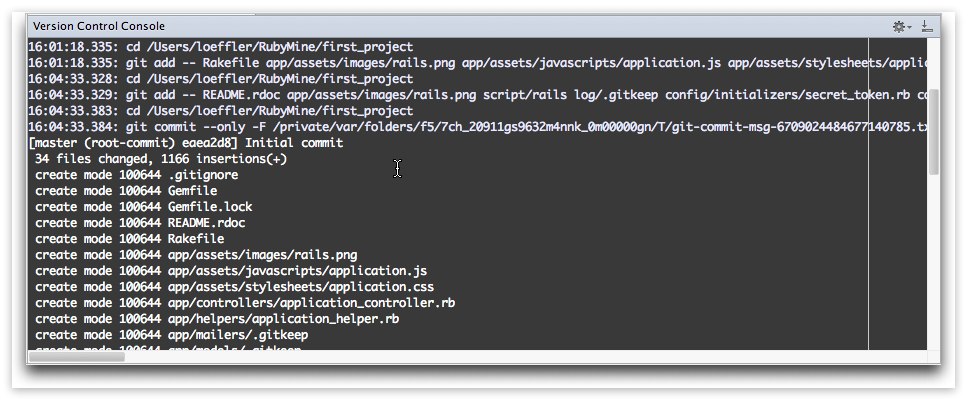 Version Control Console
16:01:18.335: cd /Users/loeffler/RubyMine/first_project
16:01:18.335: git add -- Rakefile app/assets/images/rails.png app/assets/javascripts/application.js app/assets/stylesheets/applic
16:04:33.328: cd /Users/loeffler/RubyMine/first_project
16:04:33.329: git add -- README.rdoc app/assets/images/rails.png script/rails log/.gitkeep config/initializers/secret_token.rb co
16:04:33.383: cd /Users/loeffler/RubyMine/first_project
16:04:33.384: git commit --only -F /private/var/folders/f5/7ch_20911gs9632m4nnk_0m00000gn/T/git-commit-msg-6709024484677140785.tx
[master (root-commit) eaea2d8] Initial commit
34 files changed, 1166 insertions(+)
create mode 100644 .gitignore
create mode 100644 Gemfile
create mode 100644 Gemfile.lock
create mode 100644 README.rdoc
create mode 100644 Rakefile
create mode 100644 app/assets/images/rails.png
create mode 100644 app/assets/javascripts/application.js
create mode 100644 app/assets/stylesheets/application.css
create mode 100644 app/controllers/application_controller.rb
create mode 100644 app/helpers/application_helper.rb
create mode 100644 app/mailers/.gitkeep
create mode 100644 app/models/.gitkeep